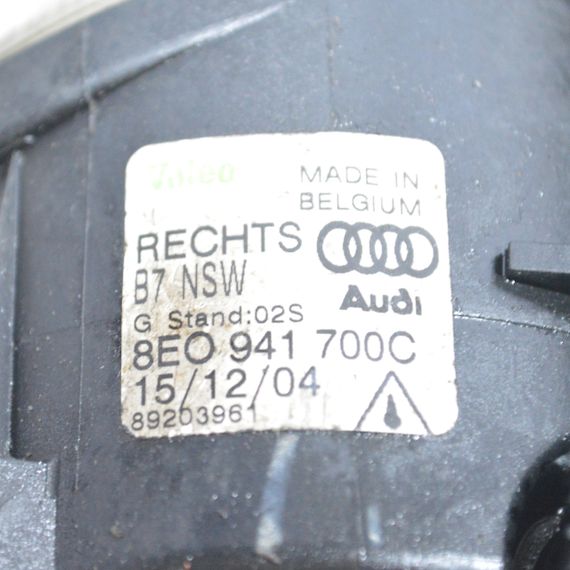 Valeo
MADE IN
BELGIUM
RECHTS
B7 NSW
Audi
G Stand:02S
8E0 941 700C
15/12/04
89203961